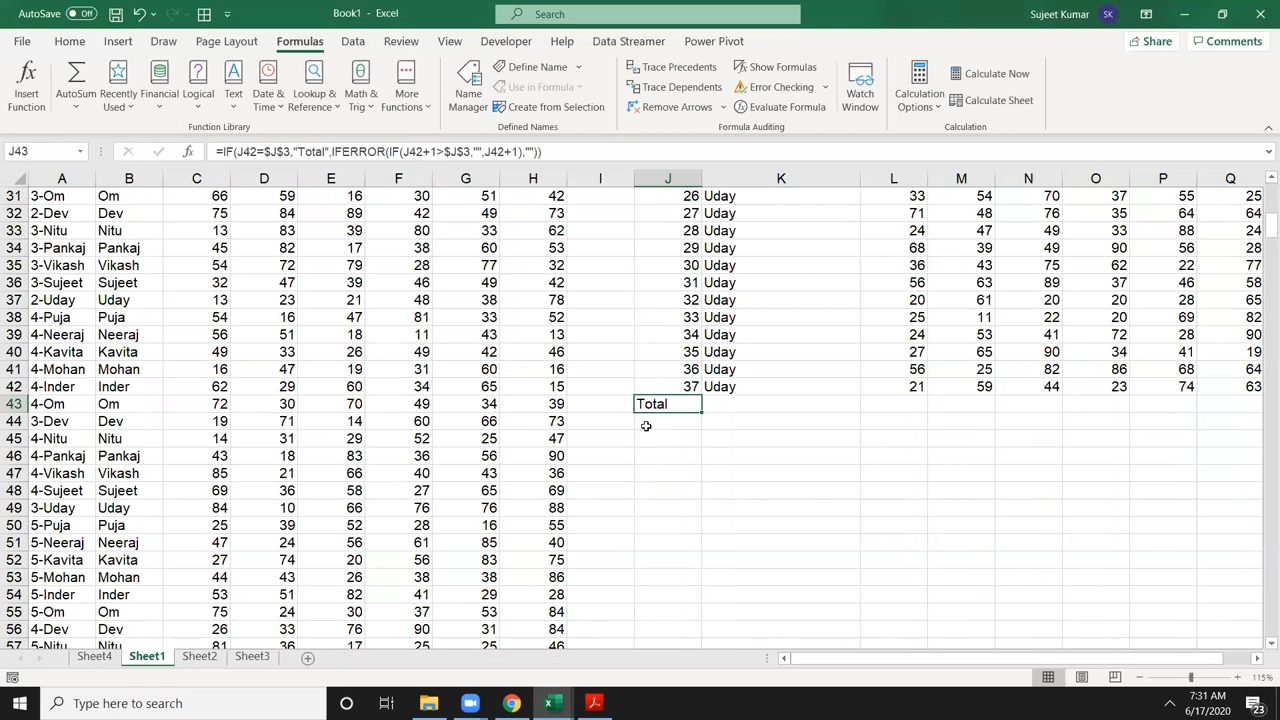 AutoSave Off Book1 - Excel Search Sujeet Kumar SK
File Home Insert Draw Page Layout Formulas Data Review View Developer Help Data Streamer Power Pivot Share Comments
Insert Function AutoSum Recently Used Financial Logical Text Date & Time Lookup & Reference Math & Trig More Functions Name Manager Define Name Use in Formula Create from Selection Trace Precedents Trace Dependents Remove Arrows Show Formulas Error Checking Evaluate Formula Watch Window Calculation Options Calculate Now Calculate Sheet
Function Library Defined Names Formula Auditing Calculation
J43 fx =IF(J42=$J$3,"Total",IFERROR(IF(J42+1>$J$3,"",J42+1),""))
A B C D E F G H I J K L M N O P Q
31 3-Om Om 66 59 16 30 51 42 26 Uday 33 54 70 37 55 25
32 2-Dev Dev 75 84 89 42 49 73 27 Uday 71 48 76 35 64 64
33 3-Nitu Nitu 13 83 39 80 33 62 28 Uday 24 47 49 33 88 24
34 3-Pankaj Pankaj 45 82 17 38 60 53 29 Uday 68 39 49 90 56 28
35 3-Vikash Vikash 54 72 79 28 77 32 30 Uday 36 43 75 62 22 77
36 3-Sujeet Sujeet 32 47 39 46 49 42 31 Uday 56 63 89 37 46 58
37 2-Uday Uday 13 23 21 48 38 78 32 Uday 20 61 20 20 28 65
38 4-Puja Puja 54 16 47 81 33 52 33 Uday 25 11 22 20 69 82
39 4-Neeraj Neeraj 56 51 18 11 43 13 34 Uday 24 53 41 72 28 90
40 4-Kavita Kavita 49 33 26 49 42 46 35 Uday 27 65 90 34 41 19
41 4-Mohan Mohan 16 47 19 31 60 16 36 Uday 56 25 82 86 68 64
42 4-Inder Inder 62 29 60 34 65 15 37 Uday 21 59 44 23 74 63
43 4-Om Om 72 30 70 49 34 39 Total
44 3-Dev Dev 19 71 14 60 66 73
45 4-Nitu Nitu 14 31 29 52 25 47
46 4-Pankaj Pankaj 43 18 83 36 56 90
47 4-Vikash Vikash 85 21 66 40 43 36
48 4-Sujeet Sujeet 69 36 58 27 65 69
49 3-Uday Uday 84 10 66 76 76 88
50 5-Puja Puja 25 39 52 28 16 55
51 5-Neeraj Neeraj 47 24 56 61 85 40
52 5-Kavita Kavita 27 74 20 56 83 75
53 5-Mohan Mohan 44 43 26 38 38 86
54 5-Inder Inder 53 51 82 41 29 28
55 5-Om Om 75 24 30 37 53 84
56 4-Dev Dev 26 33 76 90 31 84
57 5-Nitu Nitu 81 36 17 25 25 46
Sheet4 Sheet1 Sheet2 Sheet3
115%
Type here to search 7:31 AM
6/17/2020 23